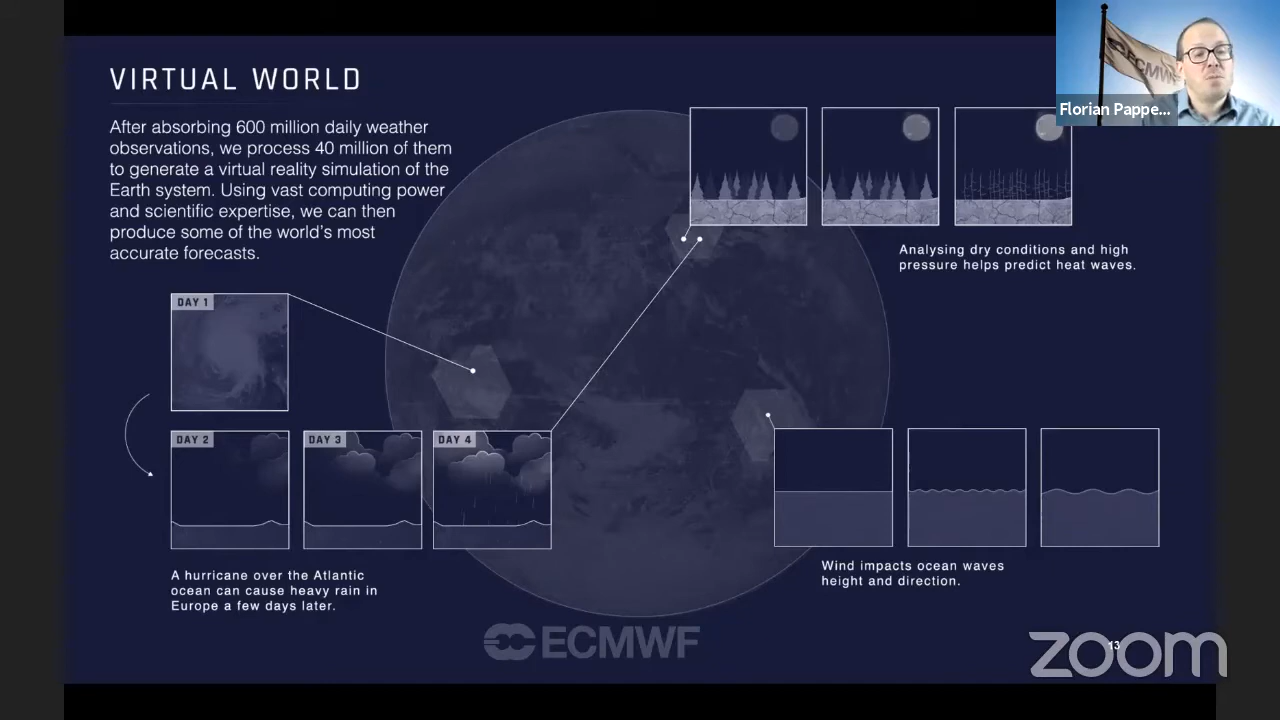 VIRTUAL WORLD
After absorbing 600 million daily weather
observations, we process 40 million of them
to generate a virtual reality simulation of the
Earth system. Using vast computing power
and scientific expertise, we can then
produce some of the world's most
accurate forecasts.
ECMWF
Florian Pappe...
Analysing dry conditions and high
pressure helps predict heat waves.
DAY 1
DAY 2
DAY 3
DAY 4
A hurricane over the Atlantic
ocean can cause heavy rain in
Europe a few days later.
Wind impacts ocean waves
height and direction.
ECMWF
13
zoom